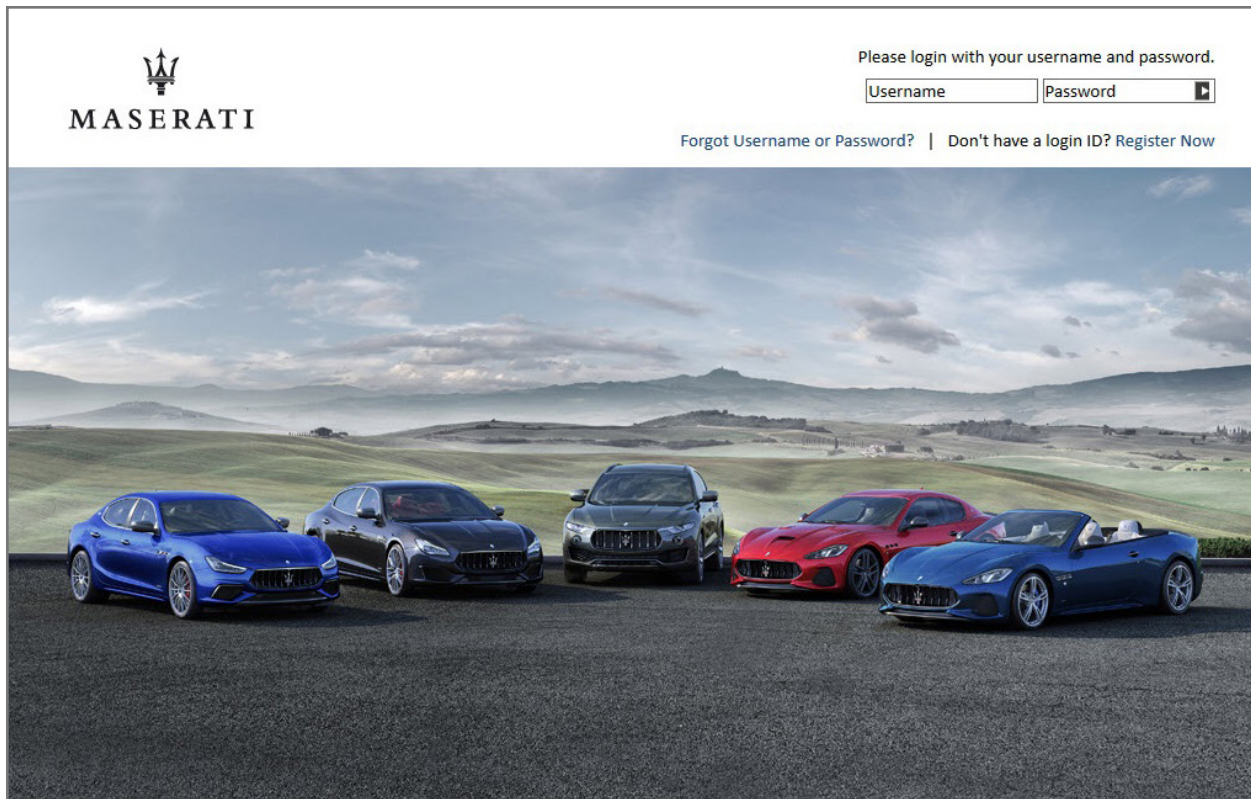 MASERATI
Please login with your username and password.
Username Password
Forgot Username or Password? | Don't have a login ID? Register Now